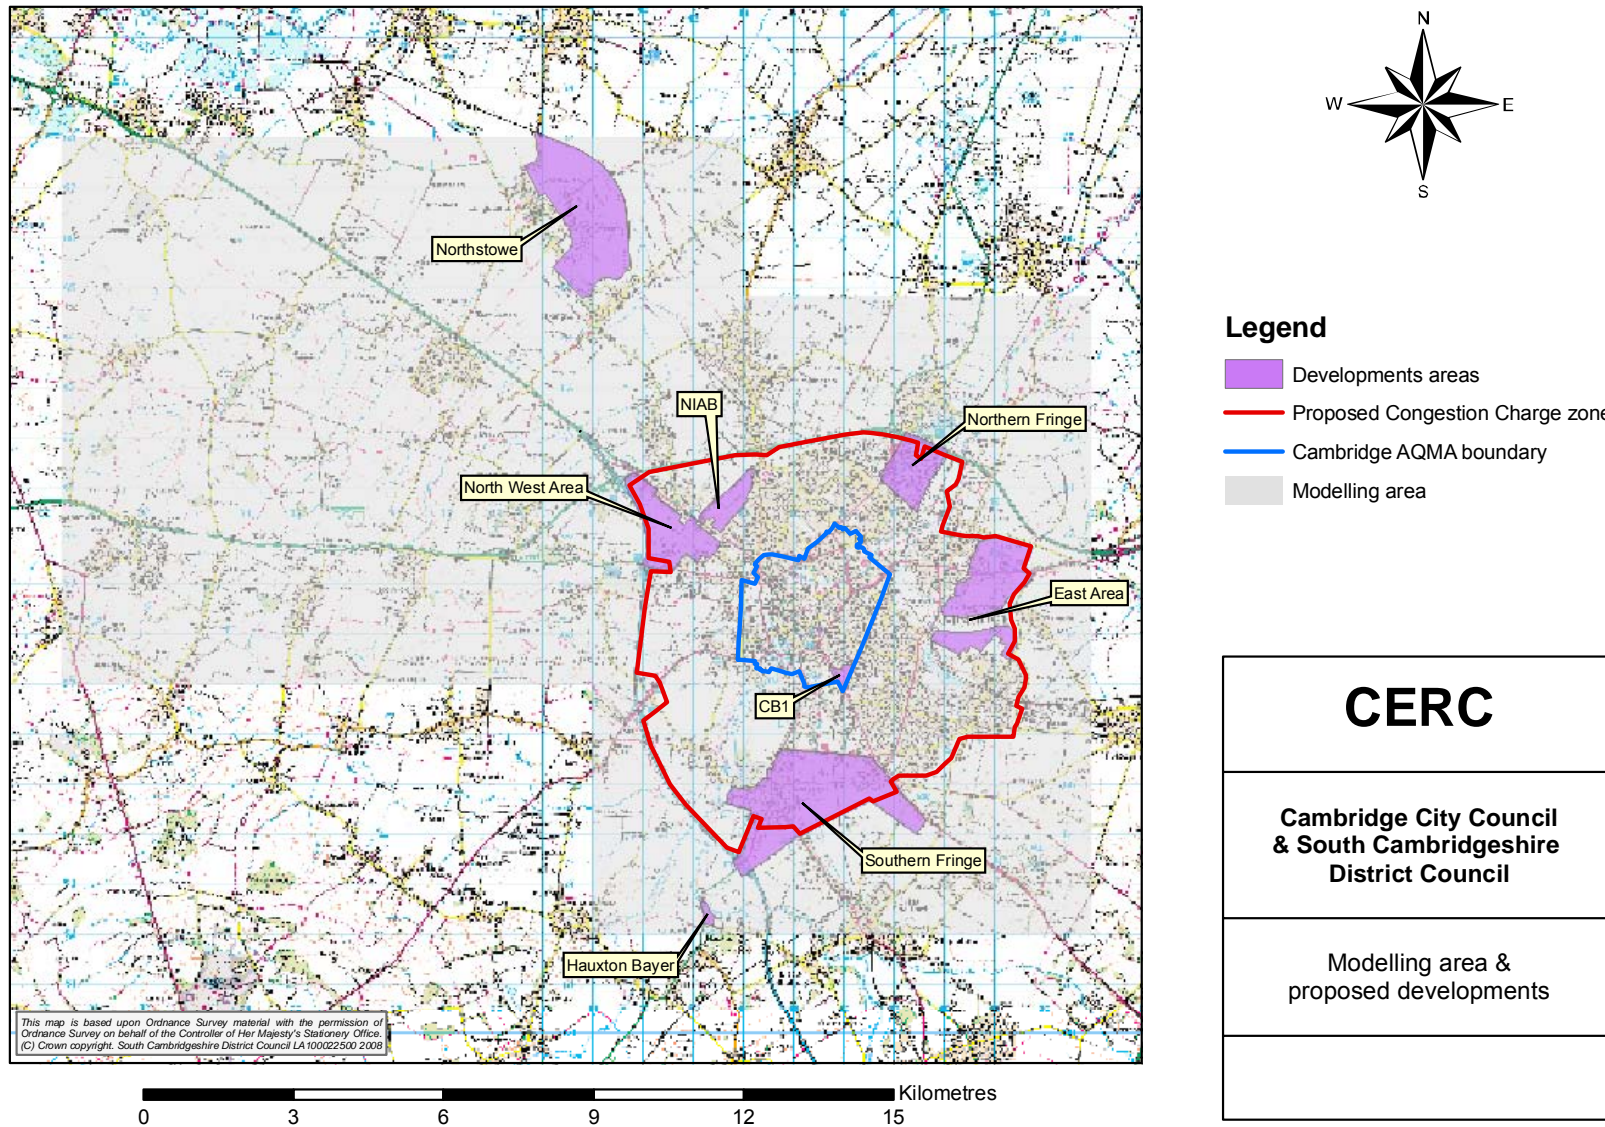 N
W
E
S
Northstowe
NIAB
Northern Fringe
North West Area
East Area
CB1
Southern Fringe
Hauxton Bayer
This map is based upon Ordnance Survey material with the permission of
Ordnance Survey on behalf of the Controller of Her Majesty's Stationery Office.
(C) Crown copyright. South Cambridgeshire District Council LA100022500 2008
Kilometres
0 3 6 9 12 15
Legend
Developments areas
Proposed Congestion Charge zone
Cambridge AQMA boundary
Modelling area
CERC
Cambridge City Council
& South Cambridgeshire
District Council
Modelling area &
proposed developments